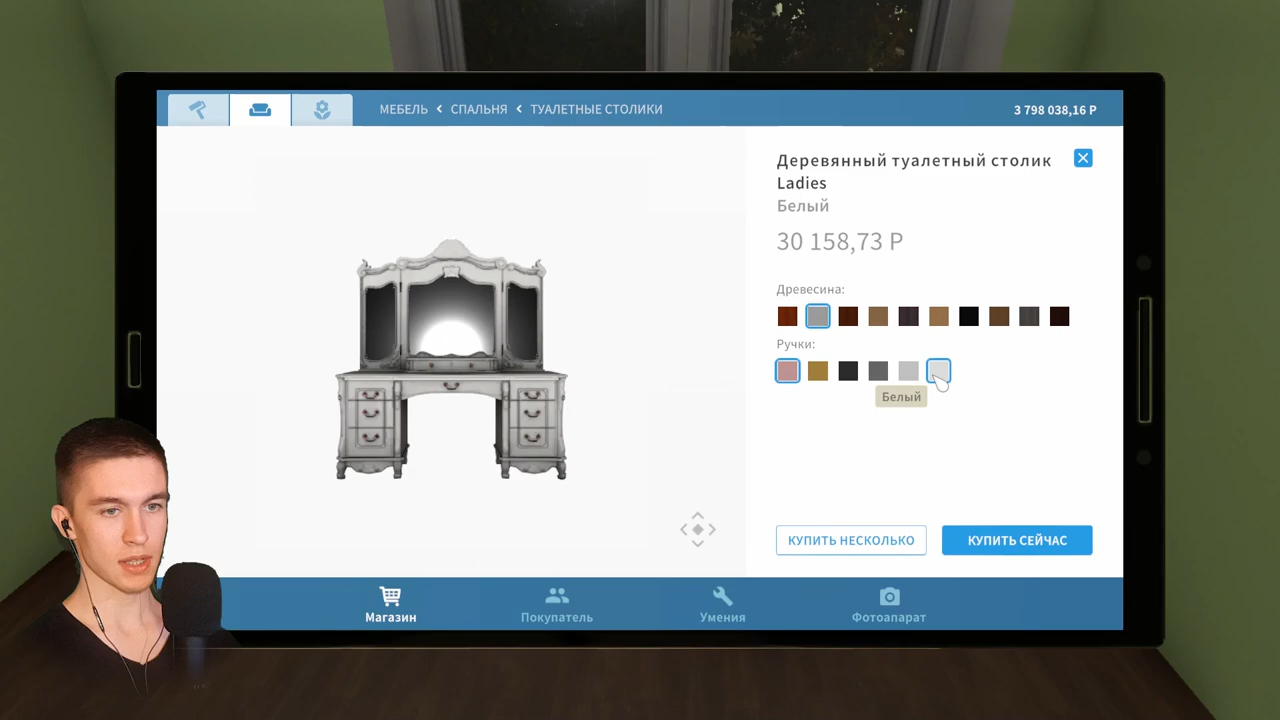 МЕБЕЛЬ < СПАЛЬНЯ < ТУАЛЕТНЫЕ СТОЛИКИ
3 798 038,16 Р
Деревянный туалетный столик
Ladies
Белый
30 158,73 Р
Древесина:
Ручки:
Белый
КУПИТЬ НЕСКОЛЬКО
КУПИТЬ СЕЙЧАС
Магазин
Покупатель
Умения
Фотоаппарат